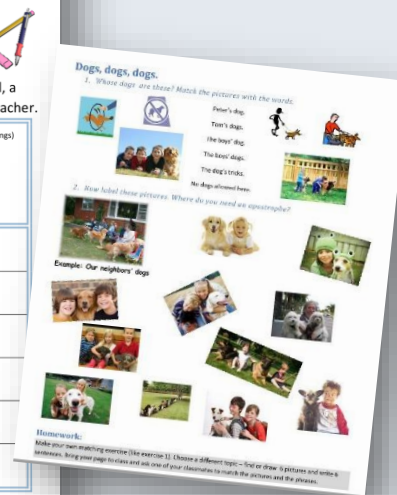 l, a
acher.
ngs)
Dogs, dogs, dogs.
1. Whose dogs are these? Match the pictures with the words.
Peter's dog.
Tom's dogs.
The boys' dog.
The boys' dogs.
The dog's tricks.
No dogs allowed here.
2. Now label these pictures. Where do you need an apostrophe?
Example: Our neighbors' dogs
Homework:
Make your own matching exercise (like exercise 1). Choose a different topic – find or draw 6 pictures and write 6
sentences. Bring your page to class and ask one of your classmates to match the pictures and the phrases.